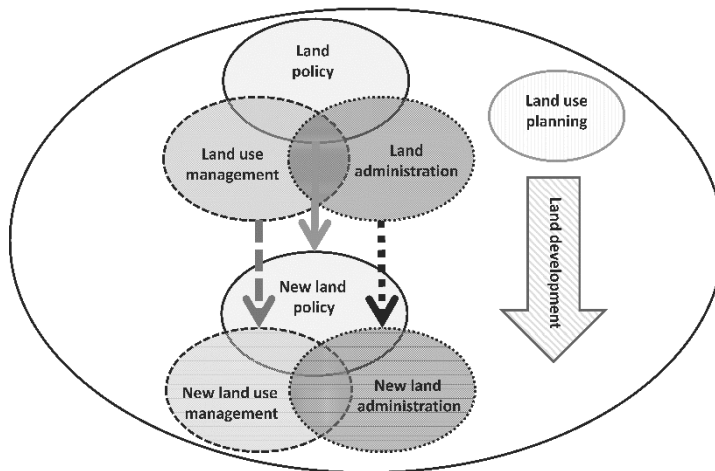 Land
policy
Land use
management
Land
administration
Land use
planning
Land development
New land
policy
New land use
management
New land
administration